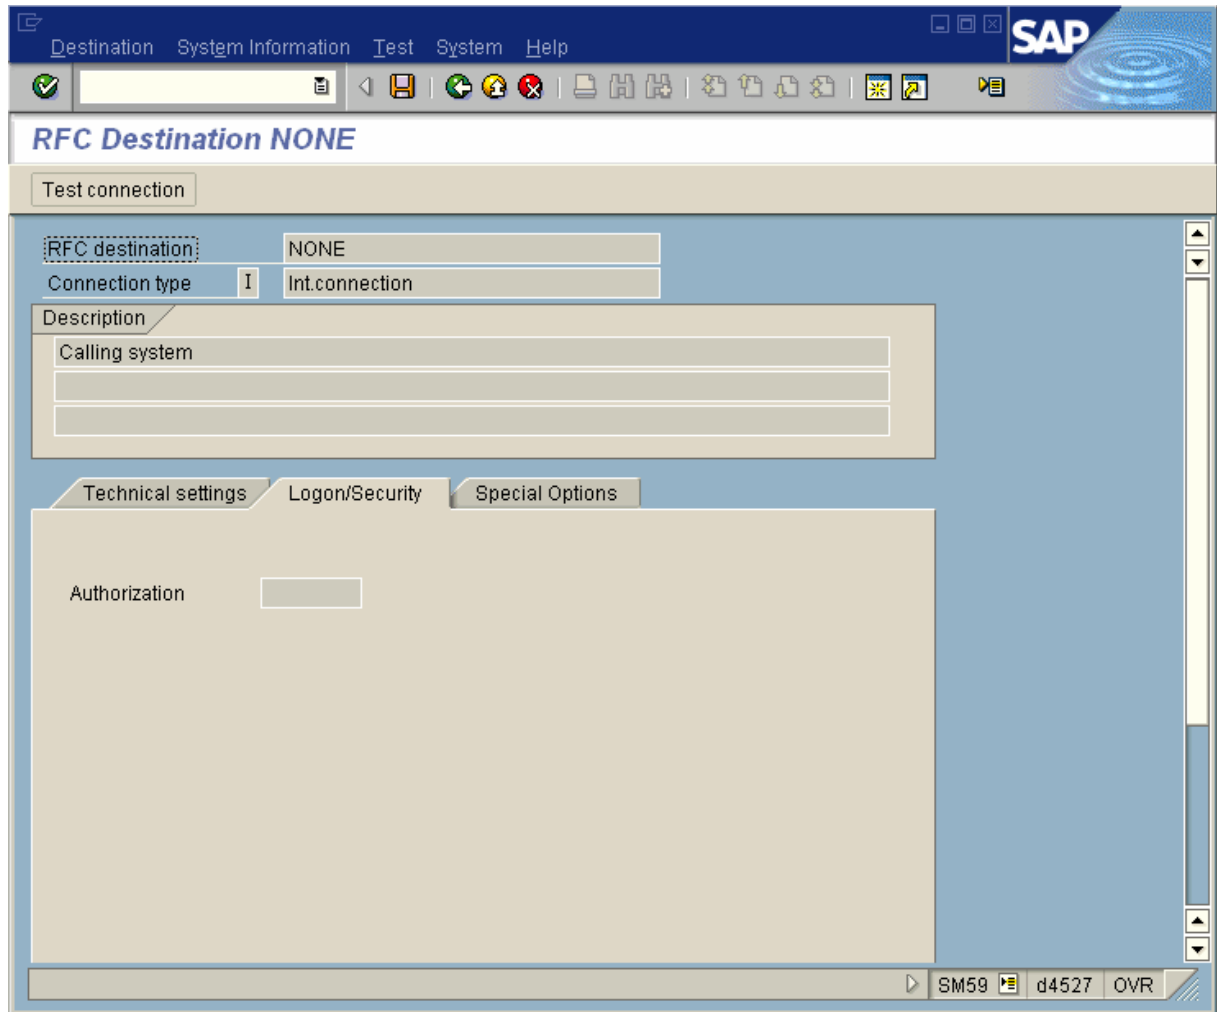 Destination System Information Test System Help
SAP
RFC Destination NONE
Test connection
RFC destination NONE
Connection type I Int.connection
Description
Calling system
Technical settings Logon/Security Special Options
Authorization
SM59 d4527 OVR